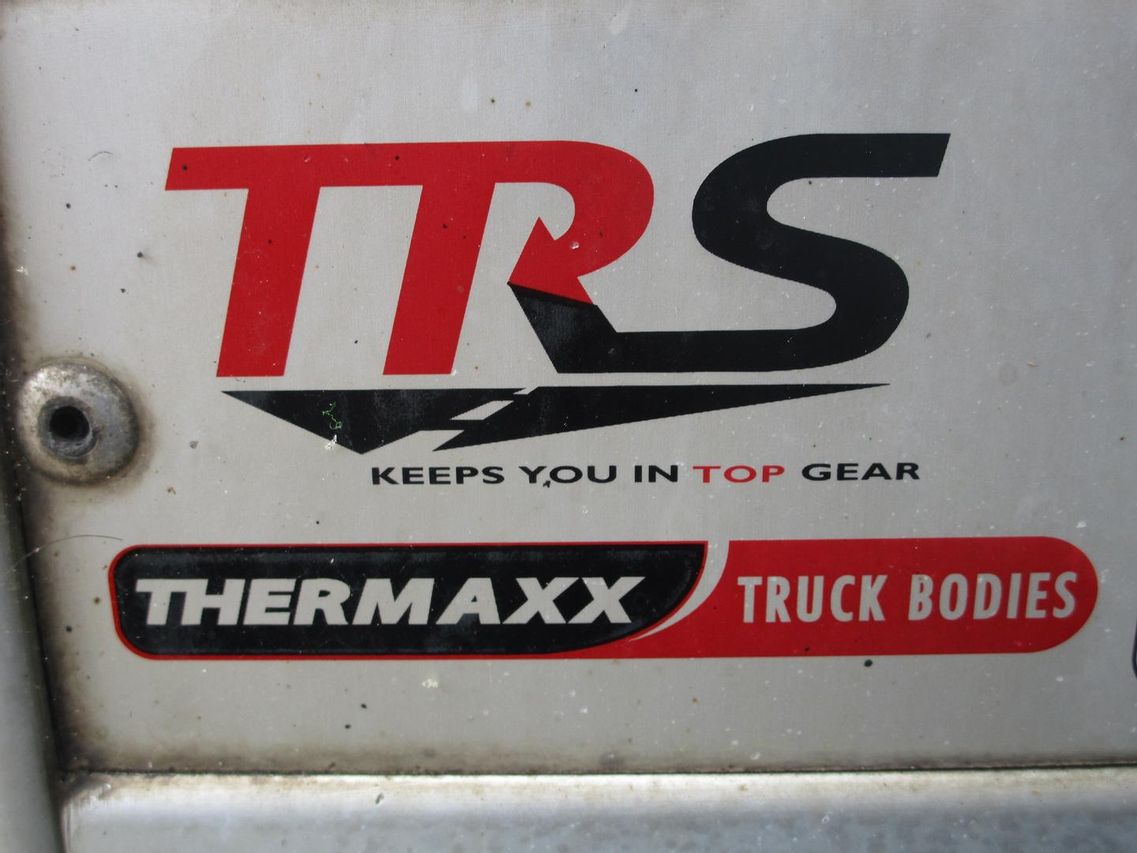 TRS
KEEPS YOU IN TOP GEAR
THERMAXX TRUCK BODIES